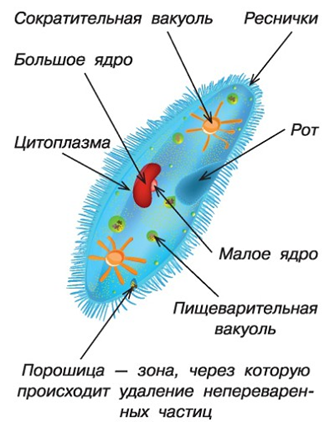 Сократительная вакуоль
Реснички
Большое ядро
Цитоплазма
Рот
Малое ядро
Пищеварительная
вакуоль
Порошица — зона, через которую
происходит удаление непереварен-
ных частиц